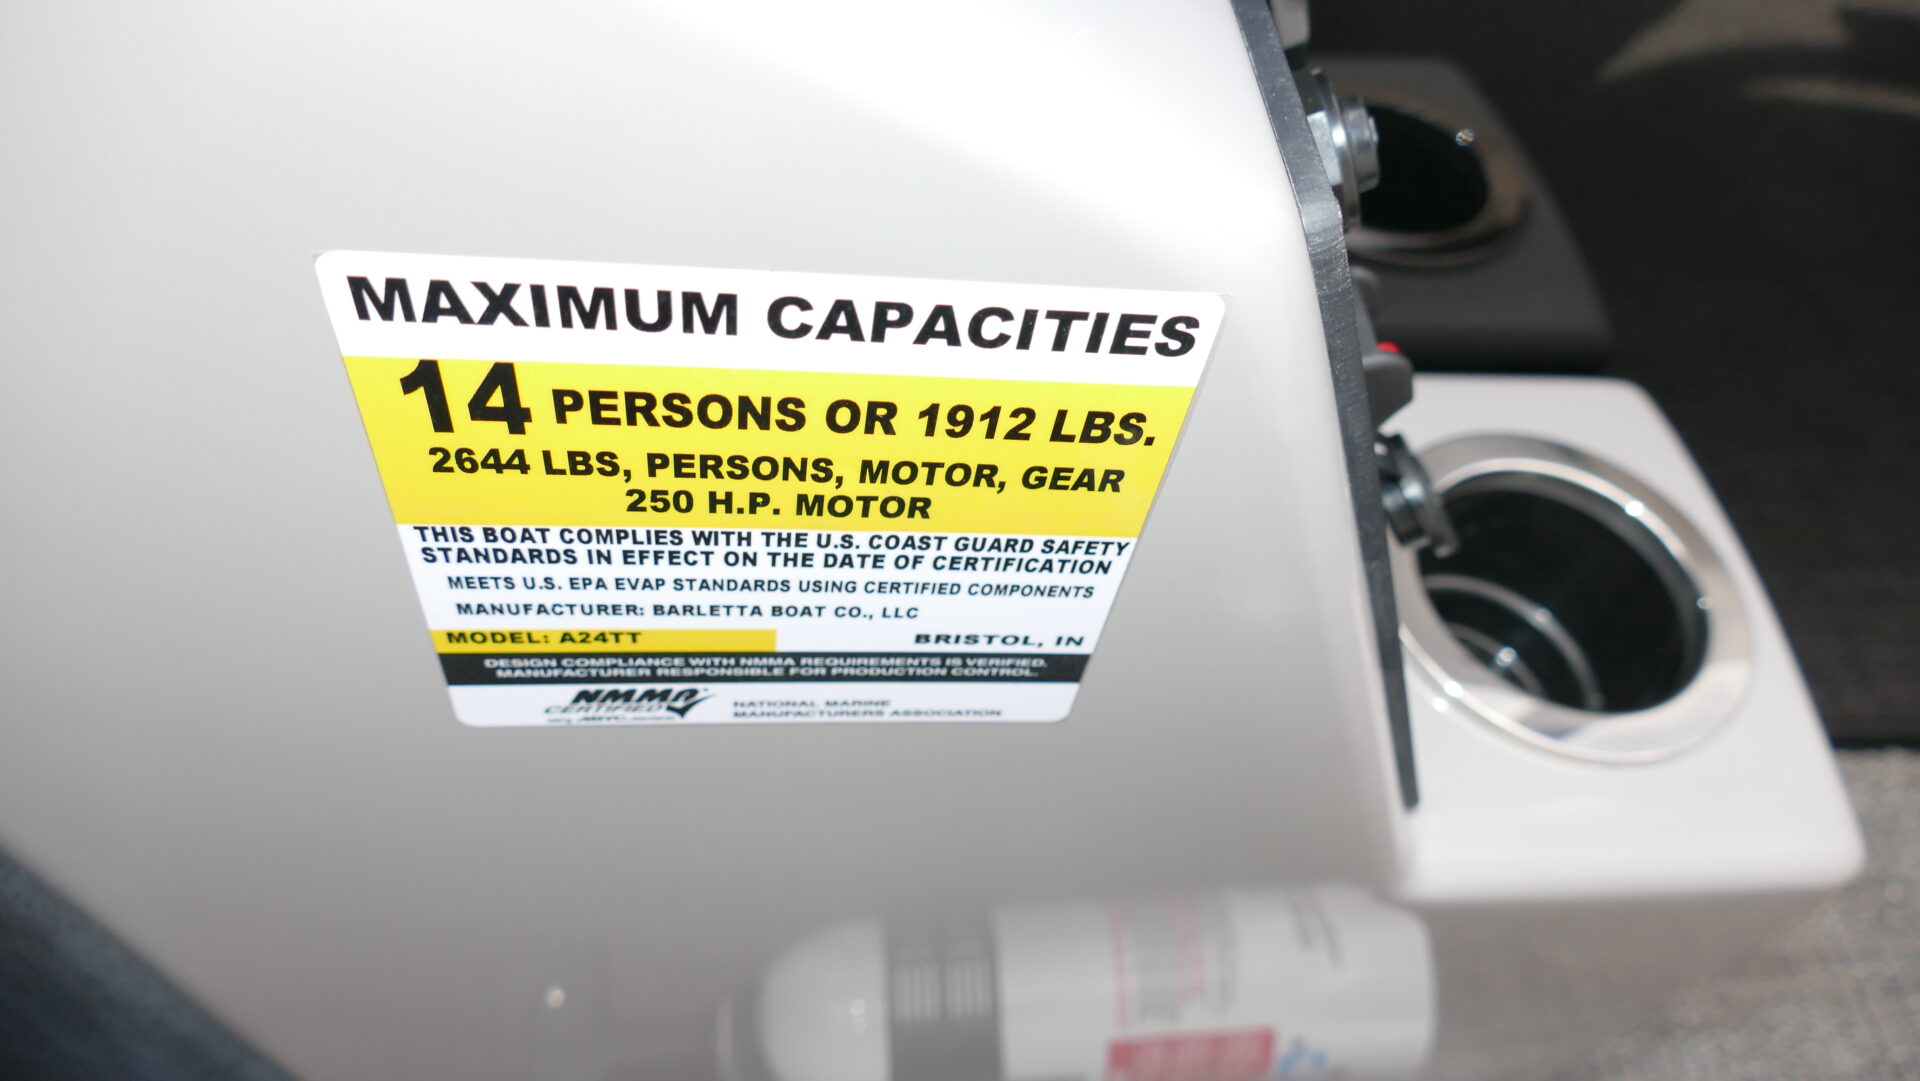 MAXIMUM CAPACITIES
14 PERSONS OR 1912 LBS.
2644 LBS, PERSONS, MOTOR, GEAR
250 H.P. MOTOR
THIS BOAT COMPLIES WITH THE U.S. COAST GUARD SAFETY
STANDARDS IN EFFECT ON THE DATE OF CERTIFICATION
MEETS U.S. EPA EVAP STANDARDS USING CERTIFIED COMPONENTS
MANUFACTURER: BARLETTA BOAT CO., LLC
MODEL: A24TT BRISTOL, IN
DESIGN COMPLIANCE WITH NMMA REQUIREMENTS IS VERIFIED.
MANUFACTURER RESPONSIBLE FOR PRODUCTION CONTROL.
NMMA
CERTIFIED
NATIONAL MARINE
MANUFACTURERS ASSOCIATION